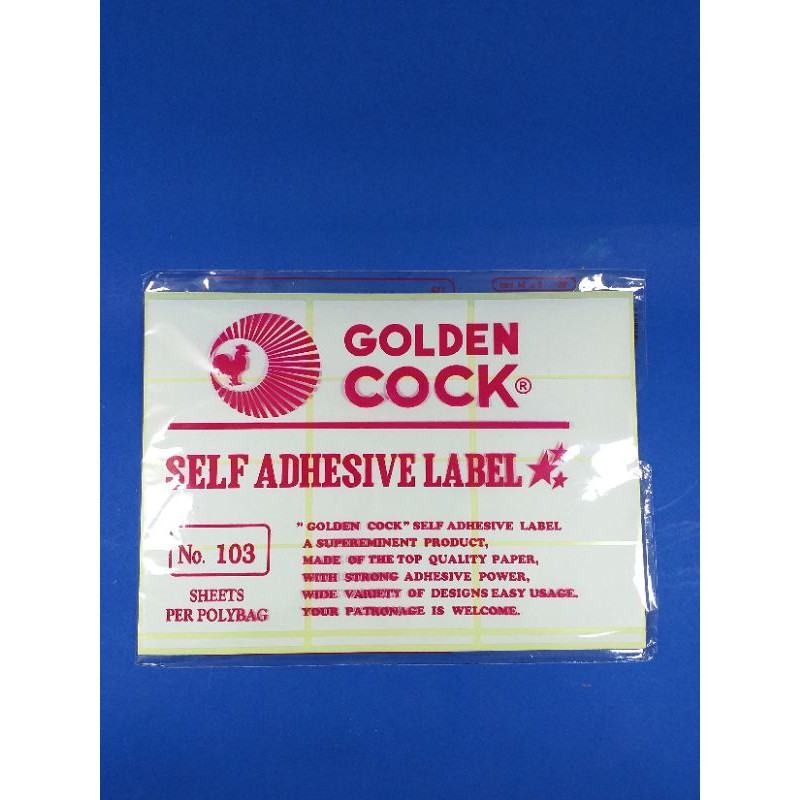 GOLDEN
COCK®
SELF ADHESIVE LABEL
No. 103
SHEETS
PER POLYBAG
" GOLDEN COCK" SELF ADHESIVE LABEL
A SUPEREMINENT PRODUCT,
MADE OF THE TOP QUALITY PAPER,
WITH STRONG ADHESIVE POWER,
WIDE VARIETY OF DESIGNS EASY USAGE.
YOUR PATRONAGE IS WELCOME.